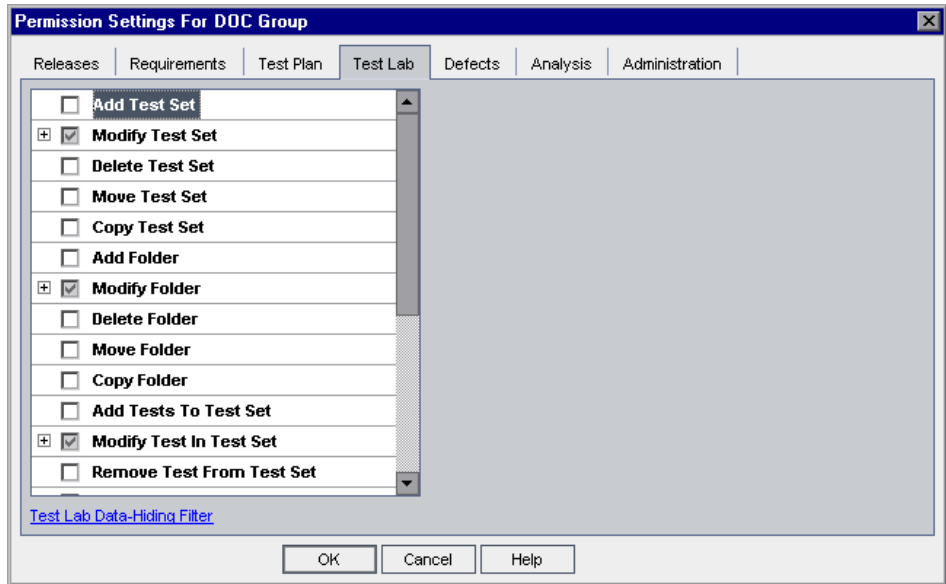 Permission Settings For DOC Group
Releases Requirements Test Plan Test Lab Defects Analysis Administration
Add Test Set
Modify Test Set
Delete Test Set
Move Test Set
Copy Test Set
Add Folder
Modify Folder
Delete Folder
Move Folder
Copy Folder
Add Tests To Test Set
Modify Test In Test Set
Remove Test From Test Set
Test Lab Data-Hiding Filter
OK Cancel Help